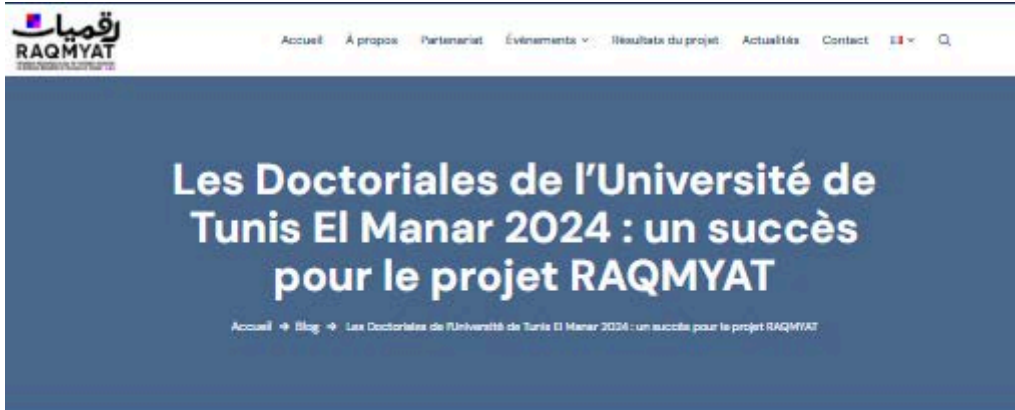 رقميات
RAQMYAT
Accueil À propos Partenariat Événements Résultats du projet Actualités Contact
Les Doctoriales de l'Université de
Tunis El Manar 2024 : un succès
pour le projet RAQMYAT
Accueil → Blog → Les Doctoriales de l'Université de Tunis El Manar 2024 : un succès pour le projet RAQMYAT